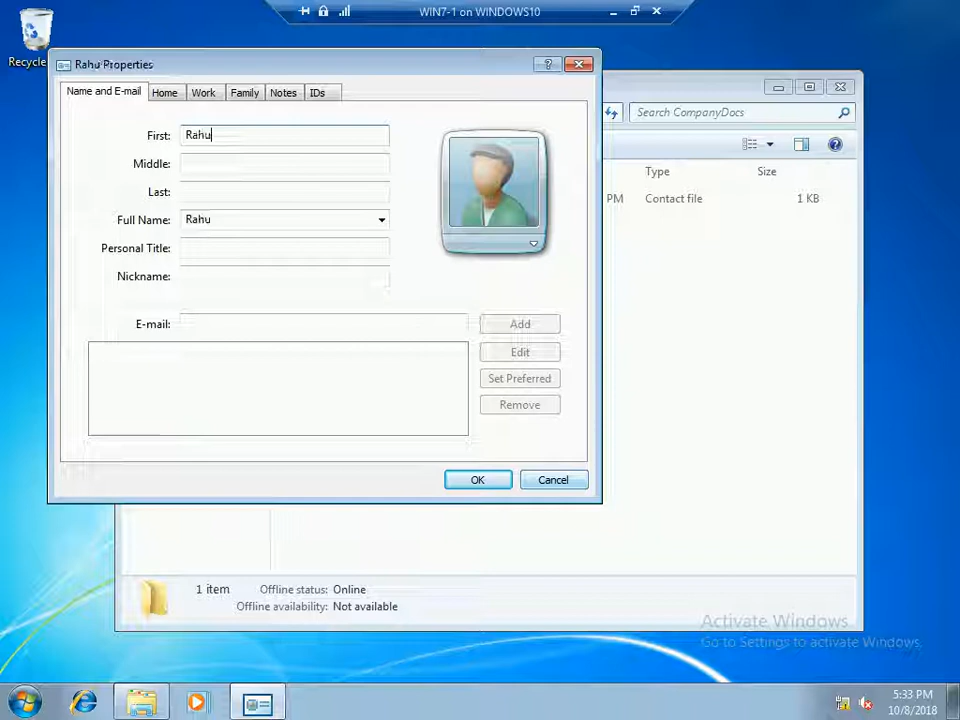 WIN7-1 on WINDOWS10
Recycle
Rahu Properties
Name and E-mail Home Work Family Notes IDs
Search CompanyDocs
First: Rahu
Middle:
Last:
Full Name: Rahu
Personal Title:
Nickname:
E-mail:
Add
Edit
Set Preferred
Remove
OK Cancel
Type Size
PM Contact file 1 KB
1 item Offline status: Online
Offline availability: Not available
Activate Windows
Go to Settings to activate Windows.
5:33 PM
10/8/2018